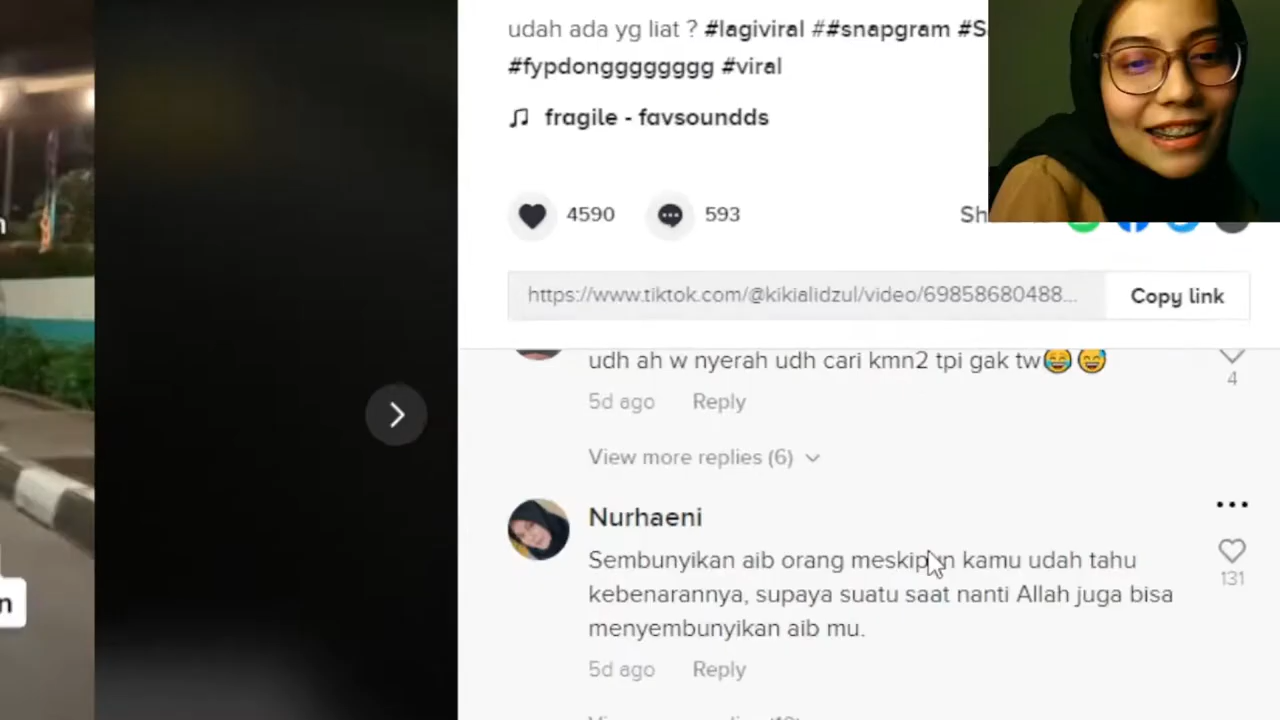 udah ada yg liat ? #lagiviral ##snapgram #S
#fypdonggggggg #viral
fragile - favsoundds
4590
593
Sh
https://www.tiktok.com/@kikialidzul/video/69858680488...
Copy link
udh ah w nyerah udh cari kmn2 tpi gak tw😂😅
4
5d ago
Reply
View more replies (6)
Nurhaeni
Sembunyikan aib orang meskipun kamu udah tahu
kebenarannya, supaya suatu saat nanti Allah juga bisa
menyembunyikan aib mu.
131
5d ago
Reply
n